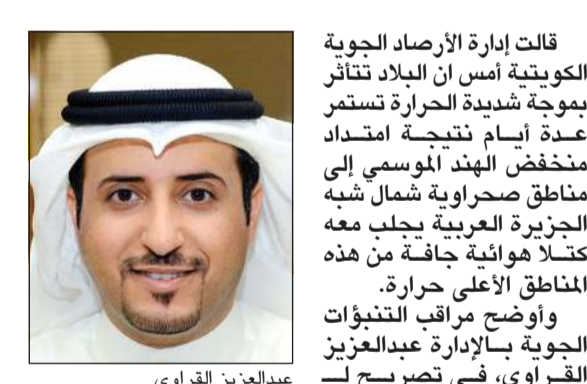 قالت إدارة الأرصاد الجوية
الكويتية أمس ان البلاد تتأثر
بموجة شديدة الحرارة تستمر
عدة أيام نتيجة امتداد
منخفض الهند الموسمي إلى
مناطق صحراوية شمال شبه
الجزيرة العربية يجلب معه
كتلا هوائية جافة من هذه
المناطق الأعلى حرارة.
وأوضح مراقب التنبؤات
الجوية بالإدارة عبدالعزيز
القراوي، في تصريح لـ
عبدالعزيز القراوي